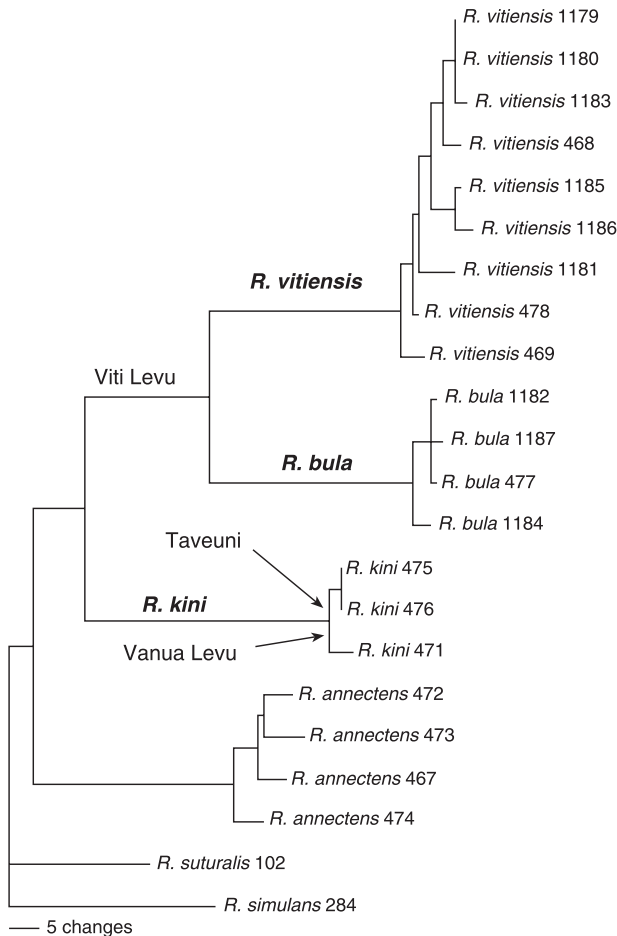 R. vitiensis 1179
R. vitiensis 1180
R. vitiensis 1183
R. vitiensis 468
R. vitiensis 1185
R. vitiensis 1186
R. vitiensis 1181
R. vitiensis
R. vitiensis 478
R. vitiensis 469
Viti Levu
R. bula 1182
R. bula 1187
R. bula
R. bula 477
R. bula 1184
Taveuni
R. kini 475
R. kini
R. kini 476
Vanua Levu
R. kini 471
R. annectens 472
R. annectens 473
R. annectens 467
R. annectens 474
R. suturalis 102
R. simulans 284
5 changes